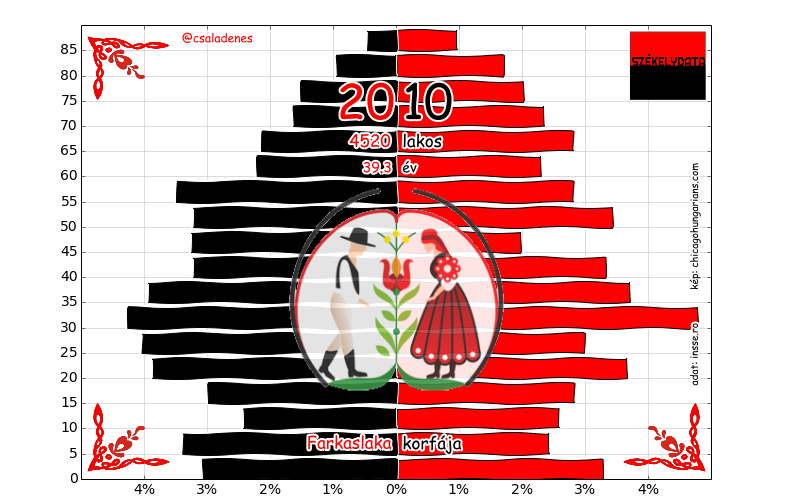 @csaladenes
SZÉKELYDATA
2010
4520 lakos
39.3 év
Farkaslaka korfája
kép: chicagohungarians.com
adat: insse.ro
85
80
75
70
65
60
55
50
45
40
35
30
25
20
15
10
5
0
4% 3% 2% 1% 0% 1% 2% 3% 4%